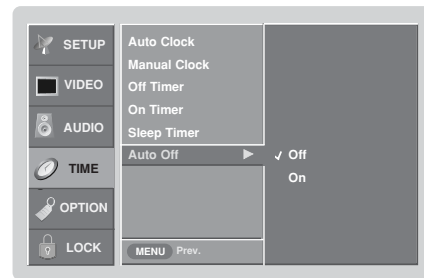 SETUP
VIDEO
AUDIO
TIME
OPTION
LOCK
Auto Clock
Manual Clock
Off Timer
On Timer
Sleep Timer
Auto Off
MENU Prev.
Off
On